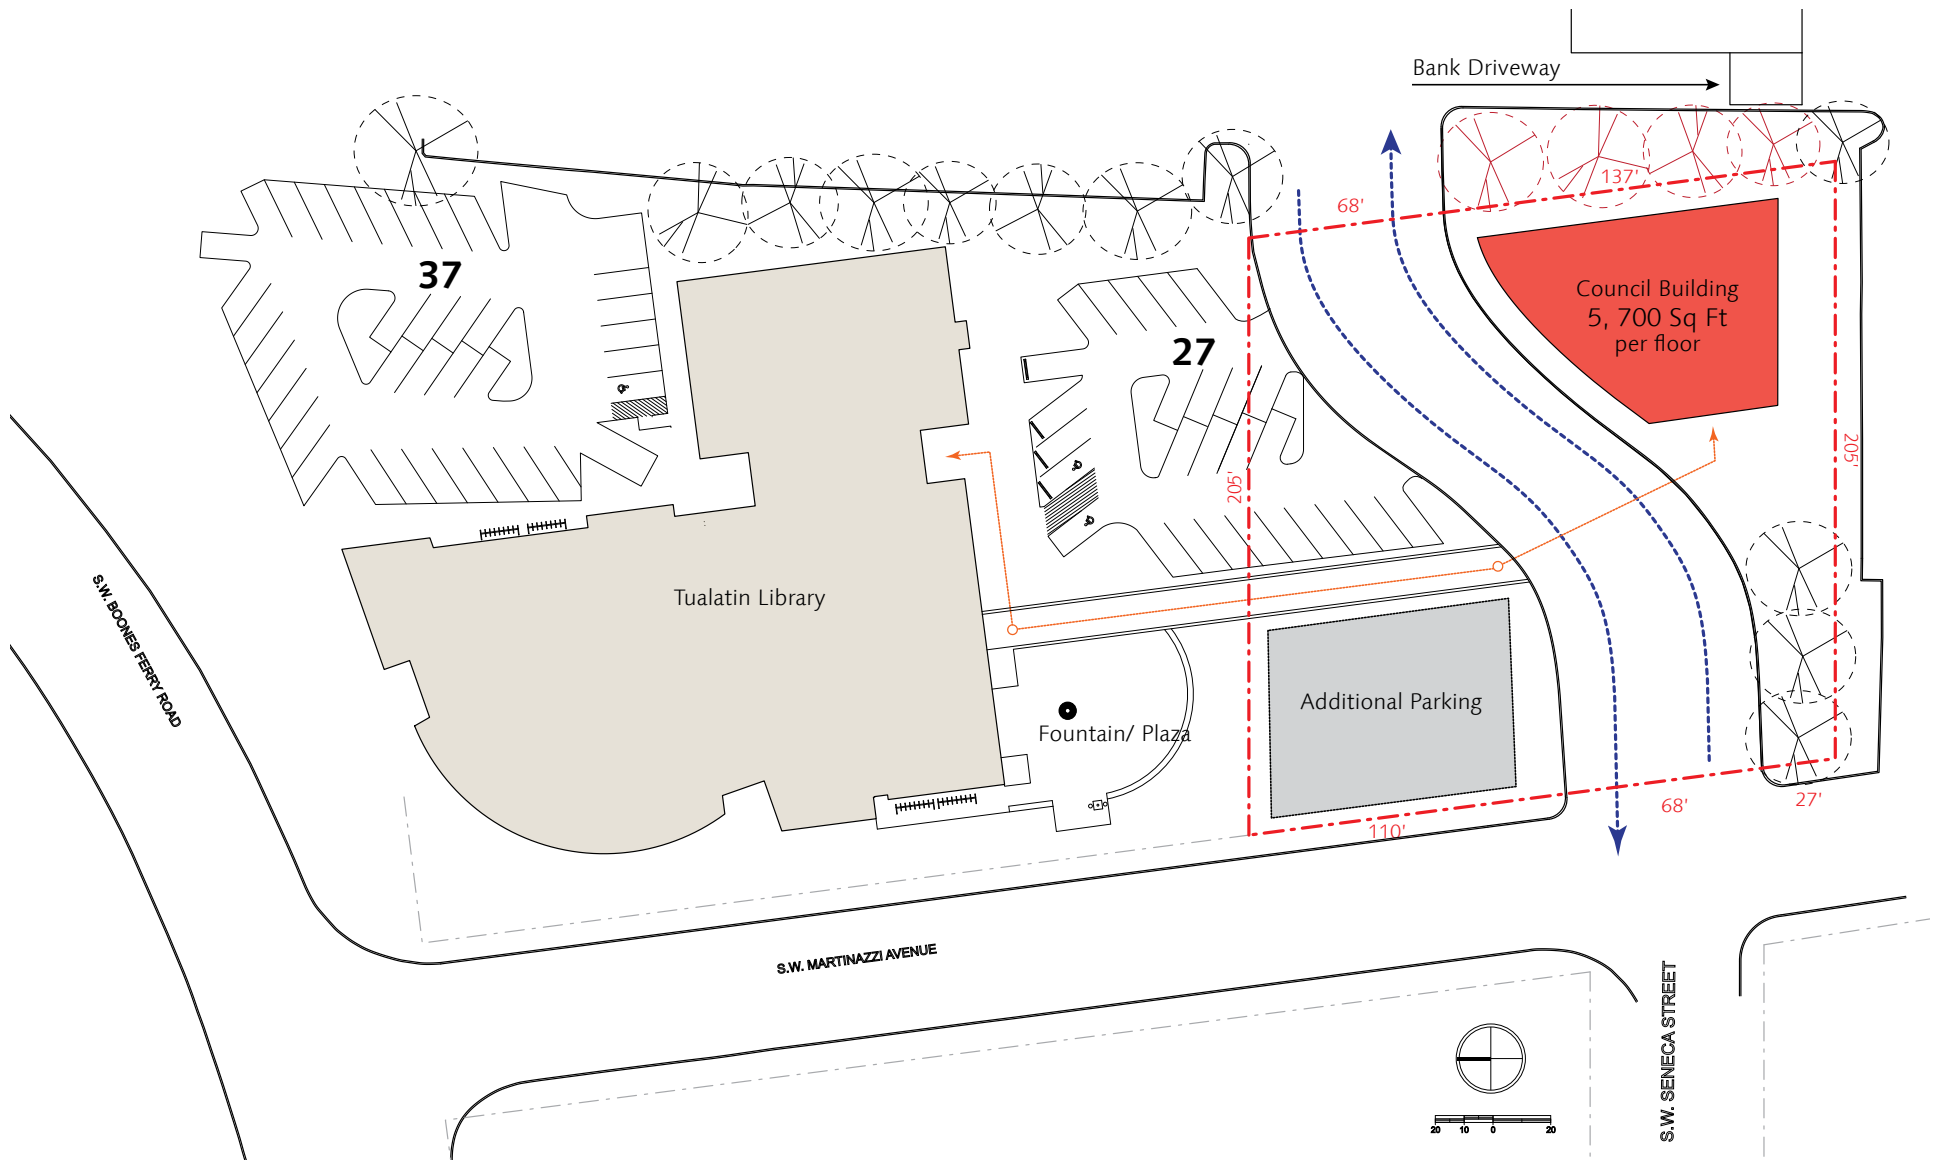 Bank Driveway
137'
68'
37
Council Building
5, 700 Sq Ft
per floor
27
205'
205'
Tualatin Library
S.W. BOONES FERRY ROAD
Additional Parking
Fountain/ Plaza
68'
27'
110'
S.W. MARTINAZZI AVENUE
S.W. SENECA STREET
20 10 0 20